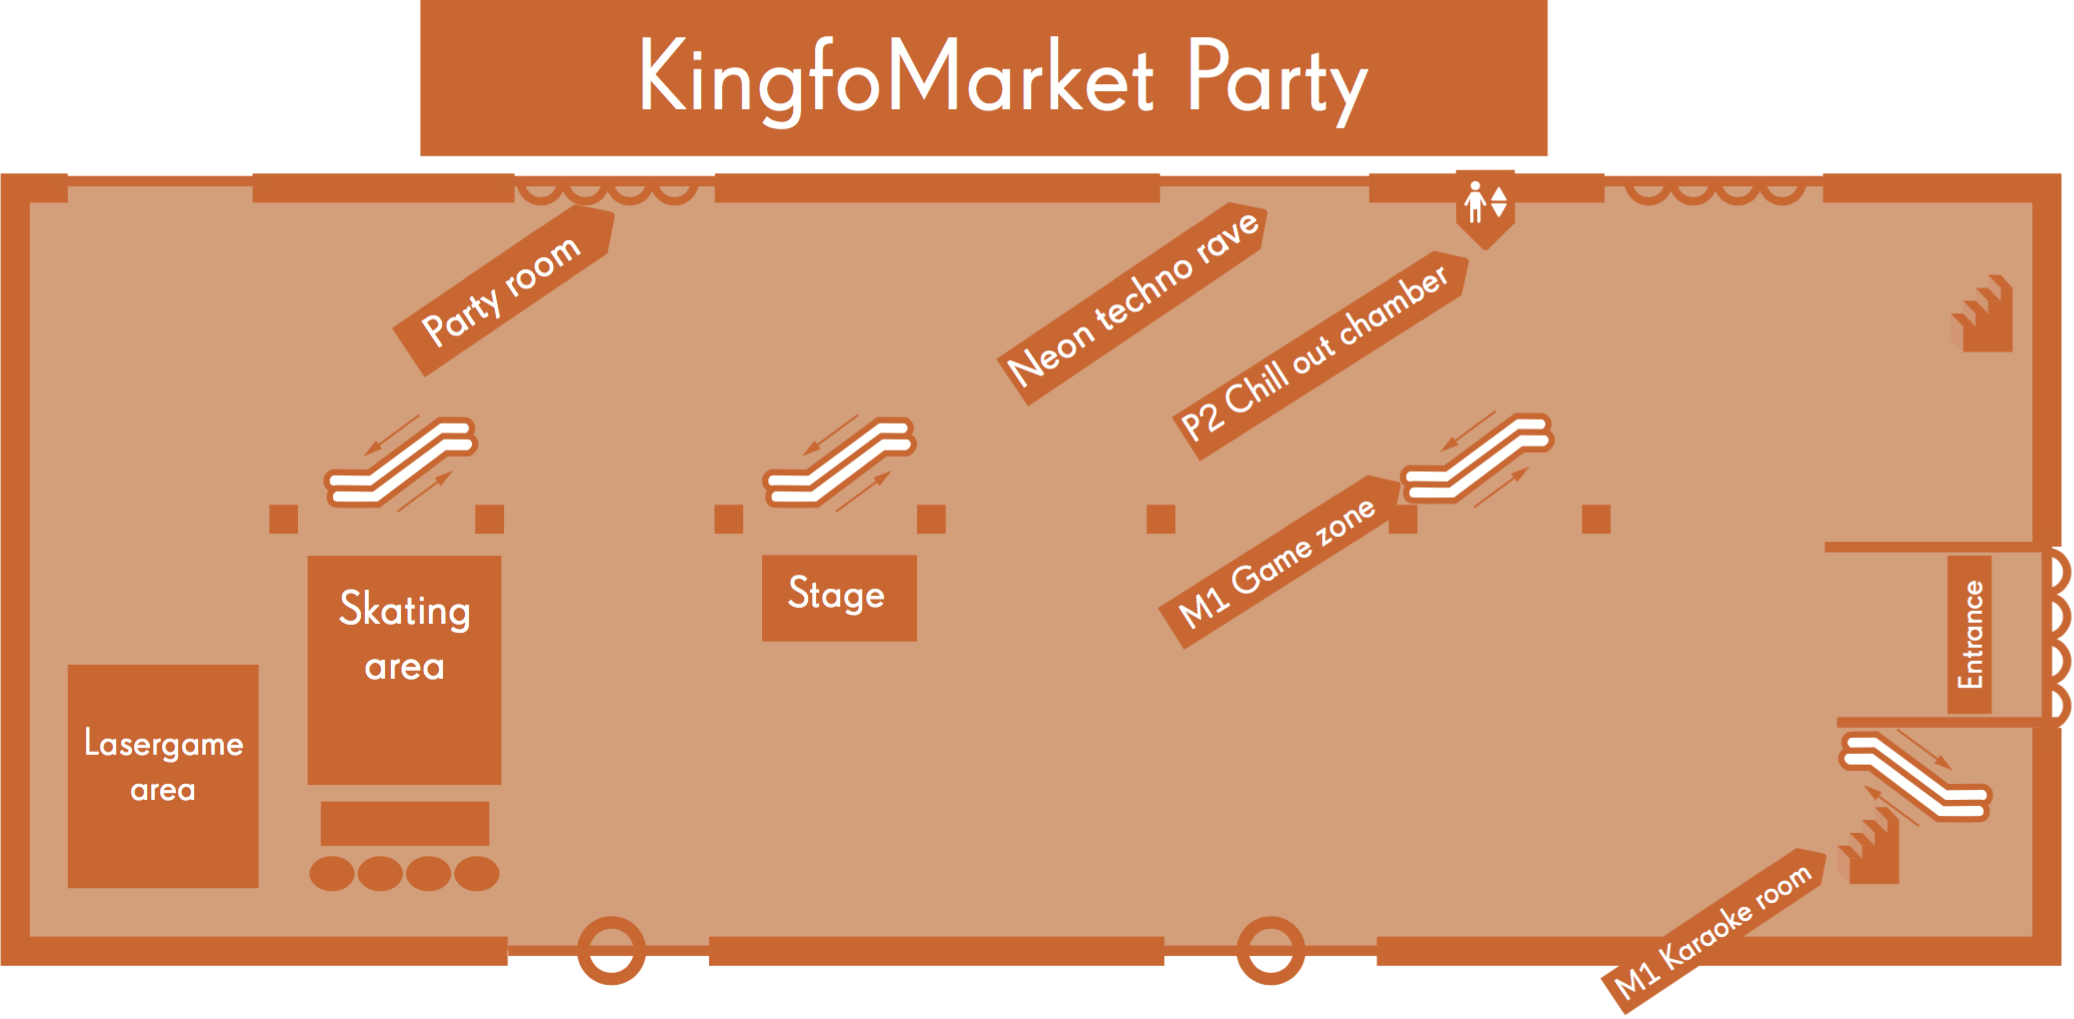 KingfoMarket Party
Party room
Neon techno rave
P2 Chill out chamber
M1 Game zone
Skating
area
Stage
Entrance
Lasergame
area
M1 Karaoke room